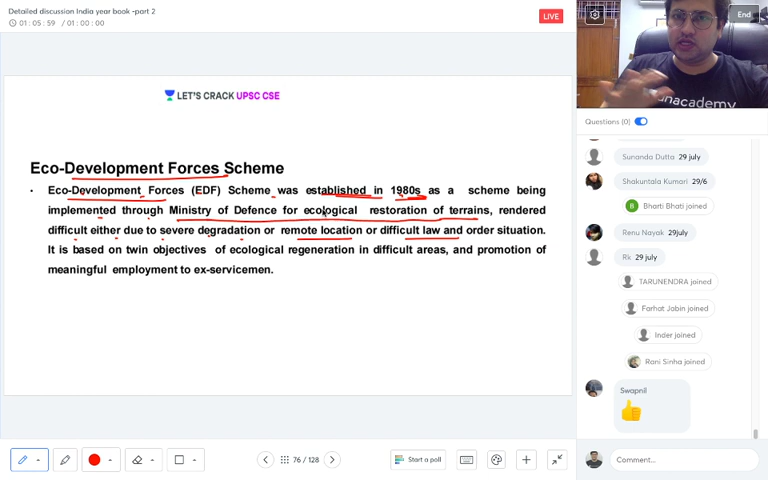 Detailed discussion India year book -part 2
01 : 05 : 59 / 01 : 00 : 00
LIVE
End
LET'S CRACK UPSC CSE
unacademy
Questions (0)
Eco-Development Forces Scheme
• Eco-Development Forces (EDF) Scheme was established in 1980s as a scheme being
implemented through Ministry of Defence for ecological restoration of terrains, rendered
difficult either due to severe degradation or remote location or difficult law and order situation.
It is based on twin objectives of ecological regeneration in difficult areas, and promotion of
meaningful employment to ex-servicemen.
Sunanda Dutta 29 july
Shakuntala Kumari 29/6
B Bharti Bhati joined
Renu Nayak 29july
Rk 29 july
TARUNENDRA joined
Farhat Jabin joined
Inder joined
Rani Sinha joined
Swapnil
76 / 128
Start a poll
Comment...